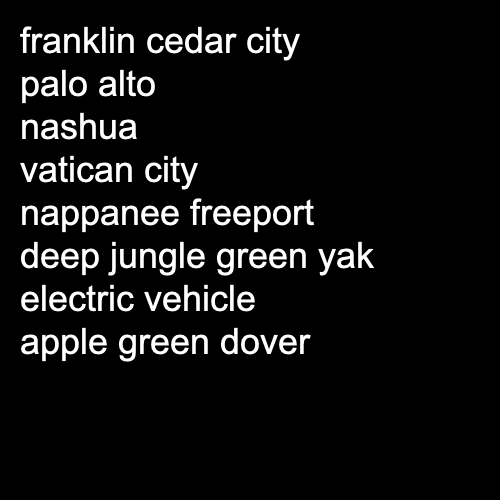 franklin cedar city
palo alto
nashua
vatican city
nappanee freeport
deep jungle green yak
electric vehicle
apple green dover